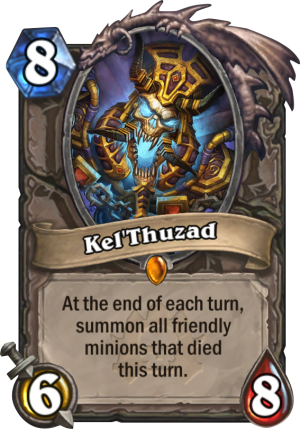 8
Kel'Thuzad
At the end of each turn,
summon all friendly
minions that died
this turn.
6
8